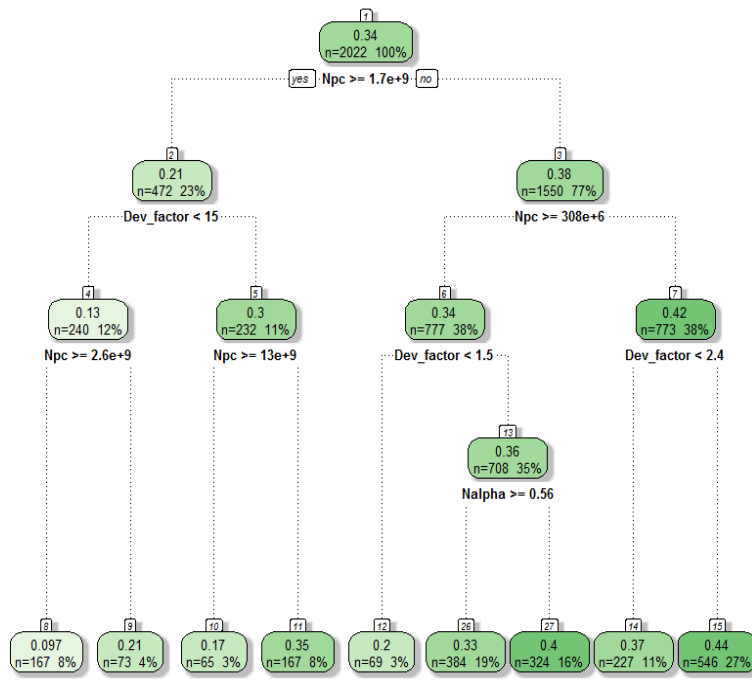 1
0.34
n=2022 100%
yes Npc >= 1.7e+9 no
2
0.21
n=472 23%
Dev_factor < 15
3
0.38
n=1550 77%
Npc >= 308e+6
4
0.13
n=240 12%
Npc >= 2.6e+9
5
0.3
n=232 11%
Npc >= 13e+9
6
0.34
n=777 38%
Dev_factor < 1.5
7
0.42
n=773 38%
Dev_factor < 2.4
13
0.36
n=708 35%
Nalpha >= 0.56
8
0.097
n=167 8%
9
0.21
n=73 4%
10
0.17
n=65 3%
11
0.35
n=167 8%
12
0.2
n=69 3%
26
0.33
n=384 19%
27
0.4
n=324 16%
14
0.37
n=227 11%
15
0.44
n=546 27%